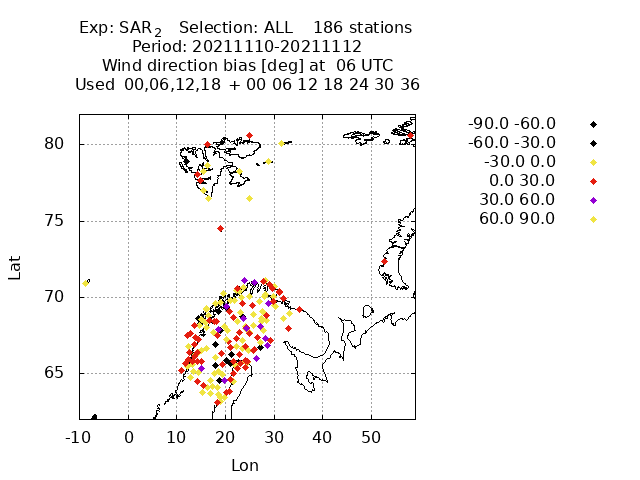 Exp: SAR2 Selection: ALL 186 stations
Period: 20211110-20211112
Wind direction bias [deg] at 06 UTC
Used 00,06,12,18 + 00 06 12 18 24 30 36
-90.0 -60.0
-60.0 -30.0
-30.0 0.0
0.0 30.0
30.0 60.0
60.0 90.0
80
75
70
65
Lat
-10 0 10 20 30 40 50
Lon